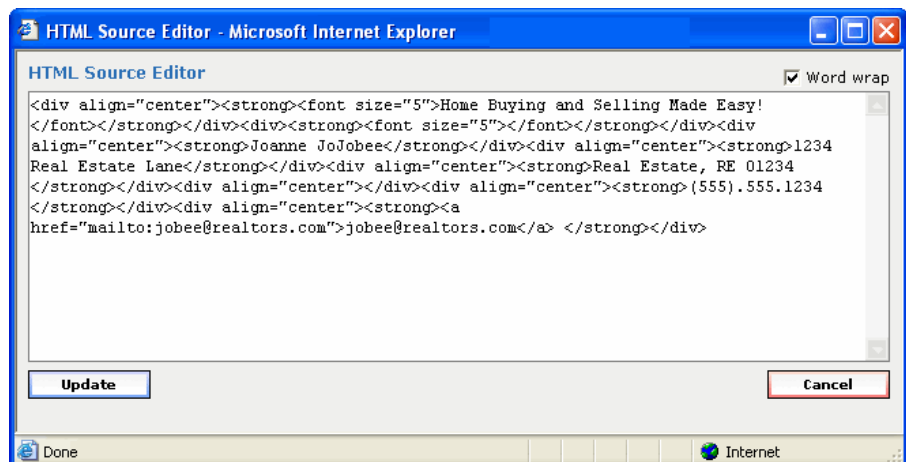 HTML Source Editor - Microsoft Internet Explorer
HTML Source Editor
Word wrap
<div align="center"><strong><font size="5">Home Buying and Selling Made Easy!
</font></strong></div><div><strong><font size="5"></font></strong></div><div
align="center"><strong>Joanne JoJobee</strong></div><div align="center"><strong>1234
Real Estate Lane</strong></div><div align="center"><strong>Real Estate, RE 01234
</strong></div><div align="center"></div><div align="center"><strong>(555).555.1234
</strong></div><div align="center"><strong><a
href="mailto:jobee@realtors.com">jobee@realtors.com</a> </strong></div>
Update
Cancel
Done
Internet